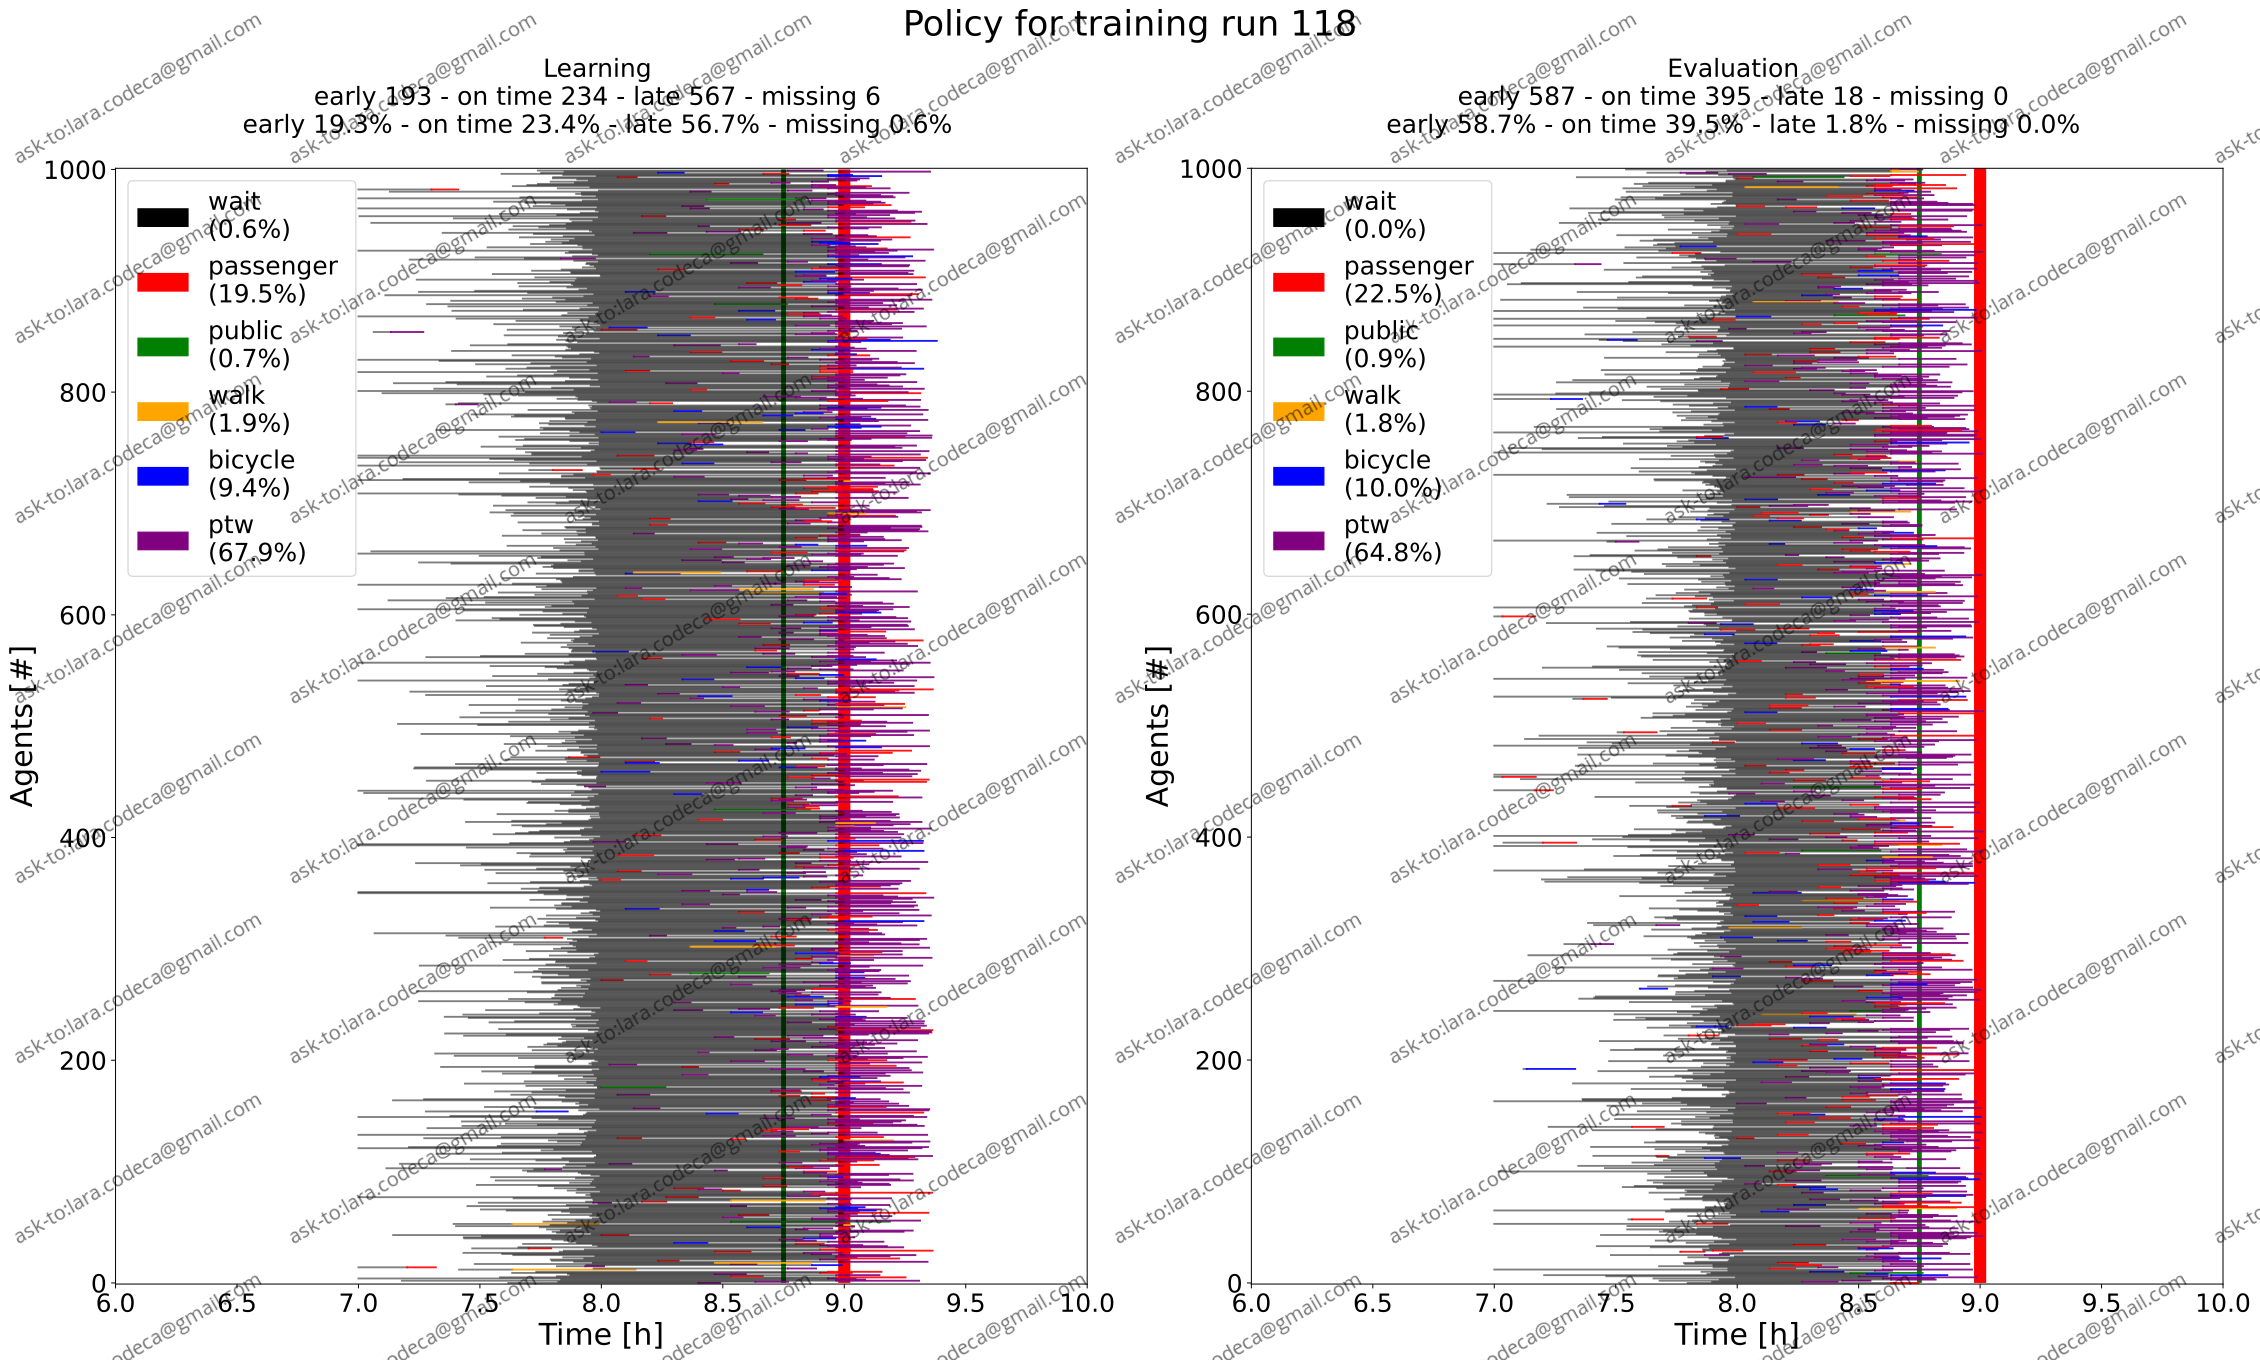 Policy for training run 118
Learning
early 193 - on time 234 - late 567 - missing 6
early 19.3% - on time 23.4% - late 56.7% - missing 0.6%
Agents [#]
1000
800
600
400
200
0
wait
(0.6%)
passenger
(19.5%)
public
(0.7%)
walk
(1.9%)
bicycle
(9.4%)
ptw
(67.9%)
6.0 6.5 7.0 7.5 8.0 8.5 9.0 9.5 10.0
Time [h]
Evaluation
early 587 - on time 395 - late 18 - missing 0
early 58.7% - on time 39.5% - late 1.8% - missing 0.0%
Agents [#]
1000
800
600
400
200
0
wait
(0.0%)
passenger
(22.5%)
public
(0.9%)
walk
(1.8%)
bicycle
(10.0%)
ptw
(64.8%)
6.0 6.5 7.0 7.5 8.0 8.5 9.0 9.5 10.0
Time [h]
ask-to:lara.codeca@gmail.com